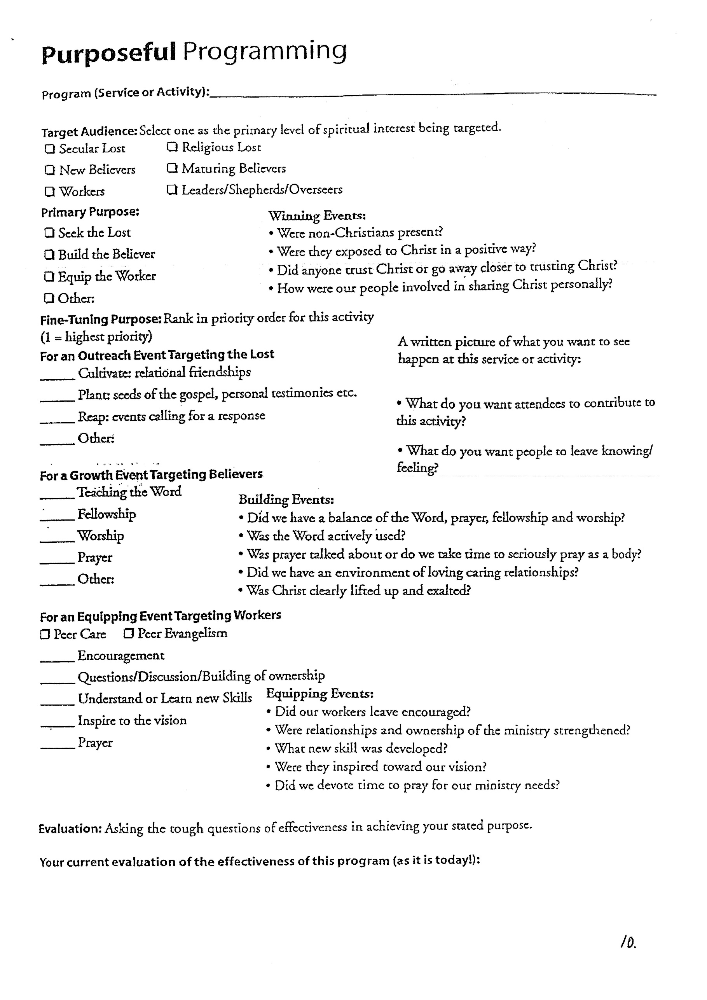 Purposeful Programming
Program (Service or Activity):
Target Audience: Select one as the primary level of spiritual interest being targeted.
☐ Secular Lost ☐ Religious Lost
☐ New Believers ☐ Maturing Believers
☐ Workers ☐ Leaders/Shepherds/Overseers
Primary Purpose:
☐ Seek the Lost
☐ Build the Believer
☐ Equip the Worker
☐ Other:
Winning Events:
• Were non-Christians present?
• Were they exposed to Christ in a positive way?
• Did anyone trust Christ or go away closer to trusting Christ?
• How were our people involved in sharing Christ personally?
Fine-Tuning Purpose: Rank in priority order for this activity
(1 = highest priority)
For an Outreach Event Targeting the Lost
_____ Cultivate: relational friendships
_____ Plant: seeds of the gospel, personal testimonies etc.
_____ Reap: events calling for a response
_____ Other:
A written picture of what you want to see
happen at this service or activity:
• What do you want attendees to contribute to
this activity?
• What do you want people to leave knowing/
feeling?
For a Growth Event Targeting Believers
_____ Teaching the Word
_____ Fellowship
_____ Worship
_____ Prayer
_____ Other:
Building Events:
• Did we have a balance of the Word, prayer, fellowship and worship?
• Was the Word actively used?
• Was prayer talked about or do we take time to seriously pray as a body?
• Did we have an environment of loving caring relationships?
• Was Christ clearly lifted up and exalted?
For an Equipping Event Targeting Workers
☐ Peer Care ☐ Peer Evangelism
_____ Encouragement
_____ Questions/Discussion/Building of ownership
_____ Understand or Learn new Skills
_____ Inspire to the vision
_____ Prayer
Equipping Events:
• Did our workers leave encouraged?
• Were relationships and ownership of the ministry strengthened?
• What new skill was developed?
• Were they inspired toward our vision?
• Did we devote time to pray for our ministry needs?
Evaluation: Asking the tough questions of effectiveness in achieving your stated purpose.
Your current evaluation of the effectiveness of this program (as it is today!):
10.